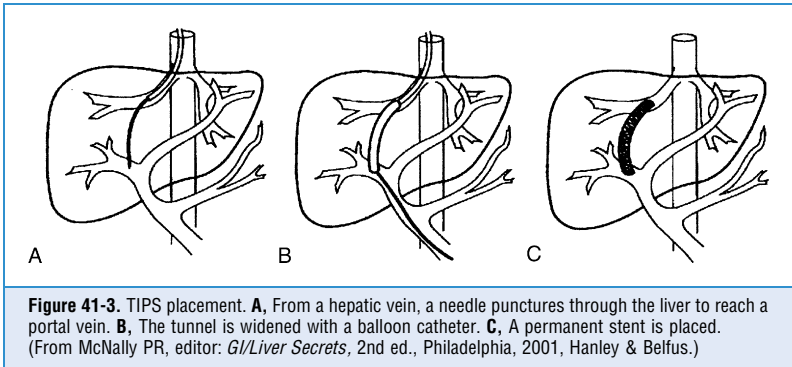 A
B
C
Figure 41-3. TIPS placement. A, From a hepatic vein, a needle punctures through the liver to reach a
portal vein. B, The tunnel is widened with a balloon catheter. C, A permanent stent is placed.
(From McNally PR, editor: GI/Liver Secrets, 2nd ed., Philadelphia, 2001, Hanley & Belfus.)